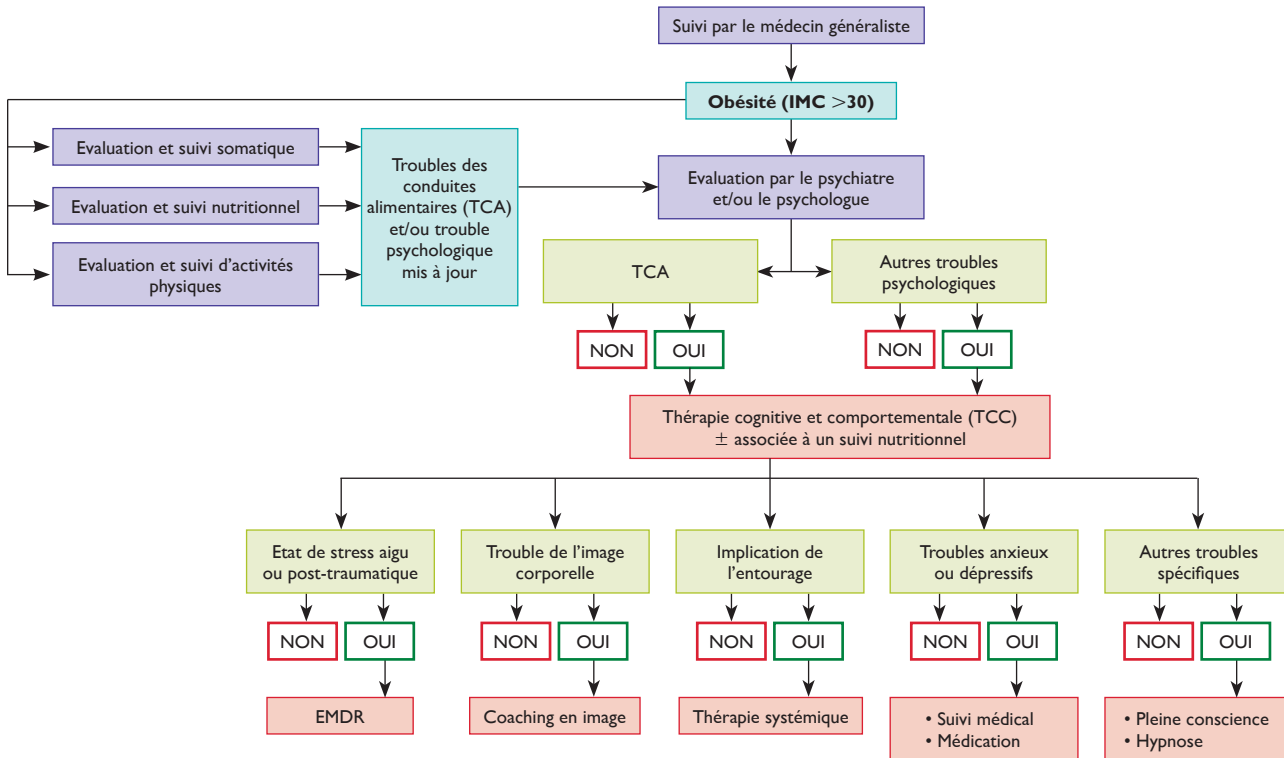 Suivi par le médecin généraliste
Obésité (IMC >30)
Evaluation et suivi somatique
Evaluation et suivi nutritionnel
Evaluation et suivi d'activités
physiques
Troubles des
conduites
alimentaires (TCA)
et/ou trouble
psychologique
mis à jour
Evaluation par le psychiatre
et/ou le psychologue
TCA
Autres troubles
psychologiques
NON
OUI
NON
OUI
Thérapie cognitive et comportementale (TCC)
± associée à un suivi nutritionnel
Etat de stress aigu
ou post-traumatique
Trouble de l'image
corporelle
Implication de
l'entourage
Troubles anxieux
ou dépressifs
Autres troubles
spécifiques
NON
OUI
NON
OUI
NON
OUI
NON
OUI
NON
OUI
EMDR
Coaching en image
Thérapie systémique
• Suivi médical
• Médication
• Pleine conscience
• Hypnose